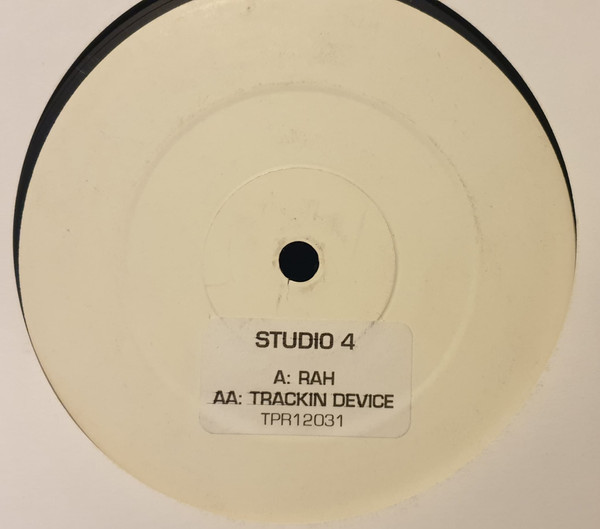 STUDIO 4
A: RAH
AA: TRACKIN DEVICE
TPR12031